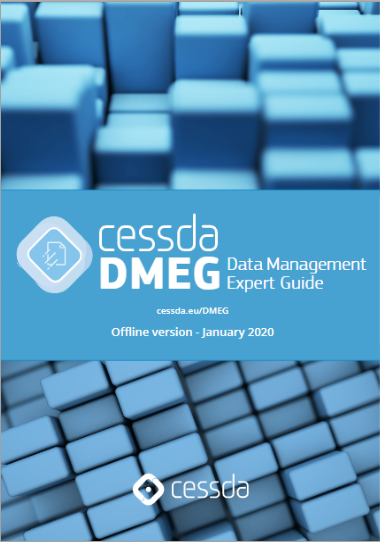 cessda
DMEG Data Management
Expert Guide
cessda.eu/DMEG
Offline version - January 2020
cessda